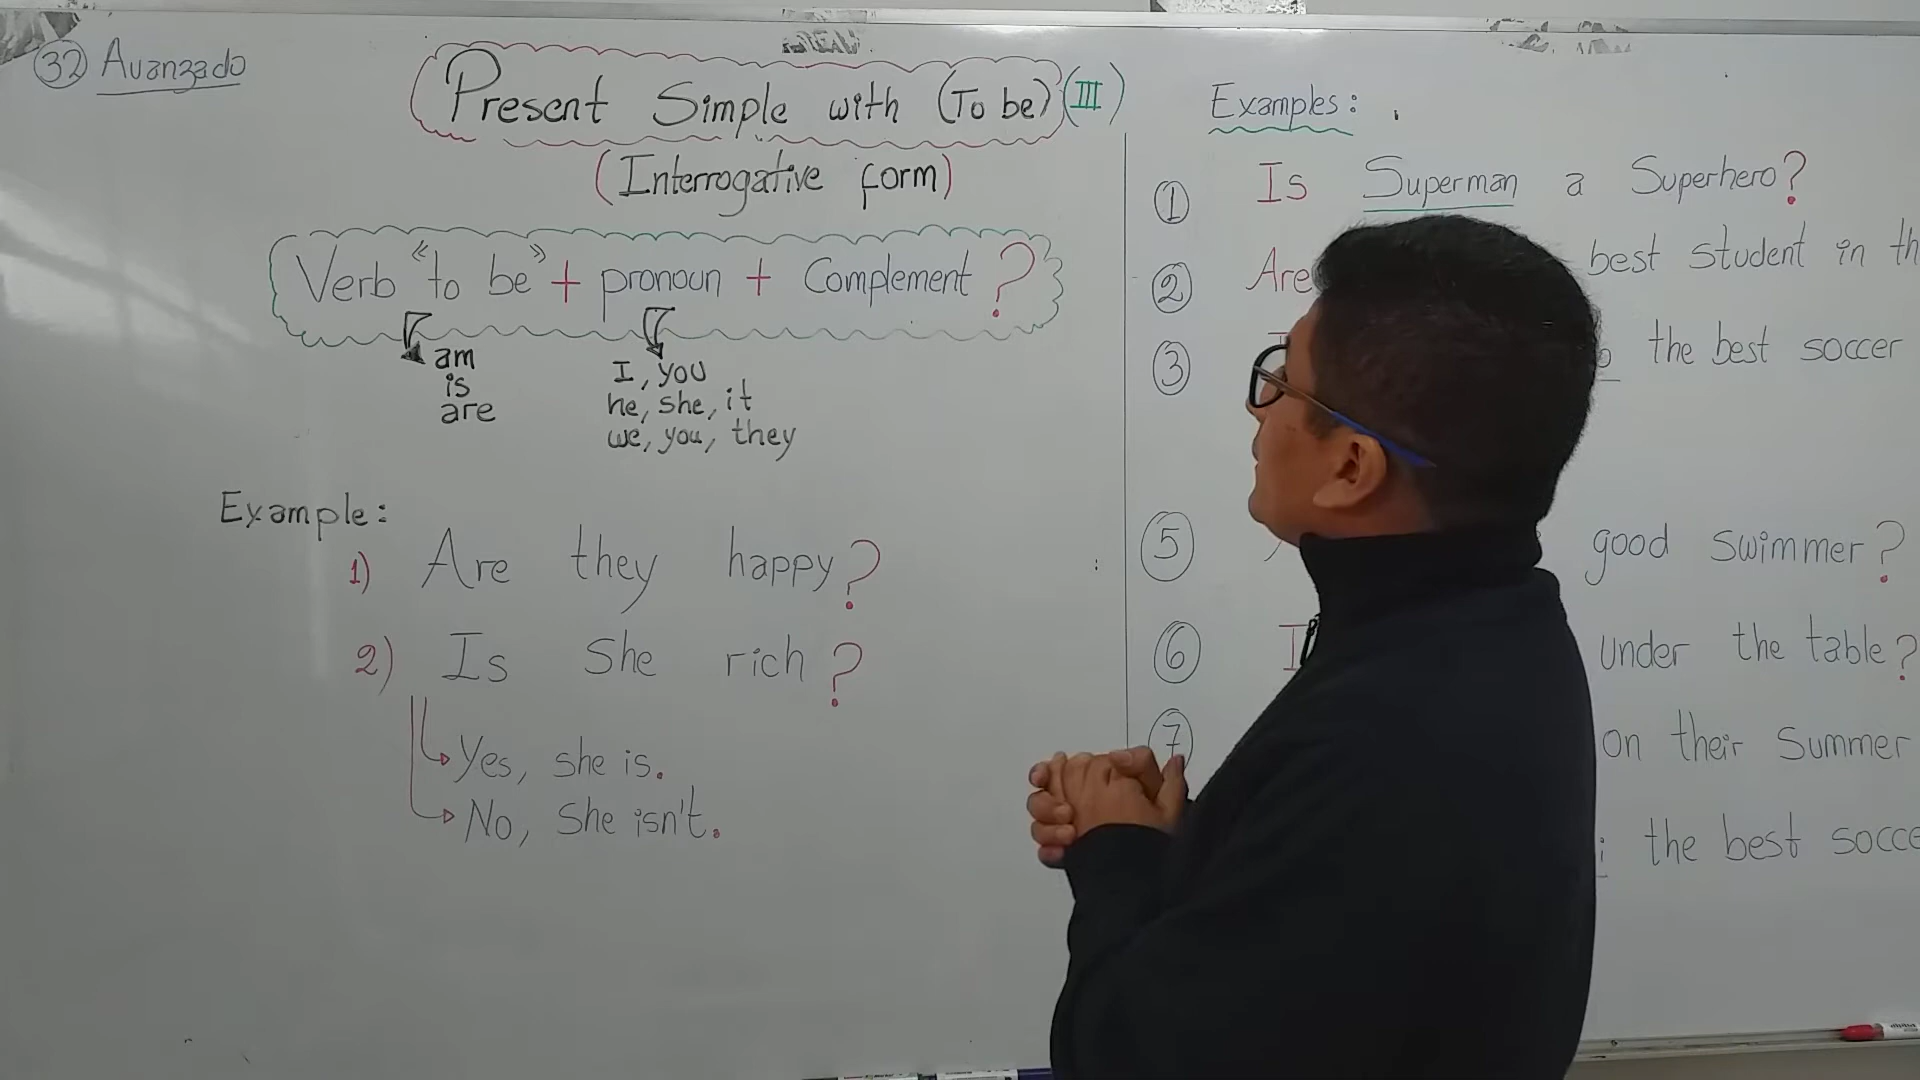 32 Avanzado
Present Simple with (To be) (III)
(Interrogative form)
Verb "to be" + pronoun + Complement ?
am
is
are
I, you
he, she, it
we, you, they
Example:
1) Are they happy?
2) Is She rich?
Yes, she is.
No, She isn't.
Examples:
1 Is Superman a Superhero?
2 Are best student in
3 the best soccer
5 good swimmer?
6 under the table?
7 on their Summer
the best